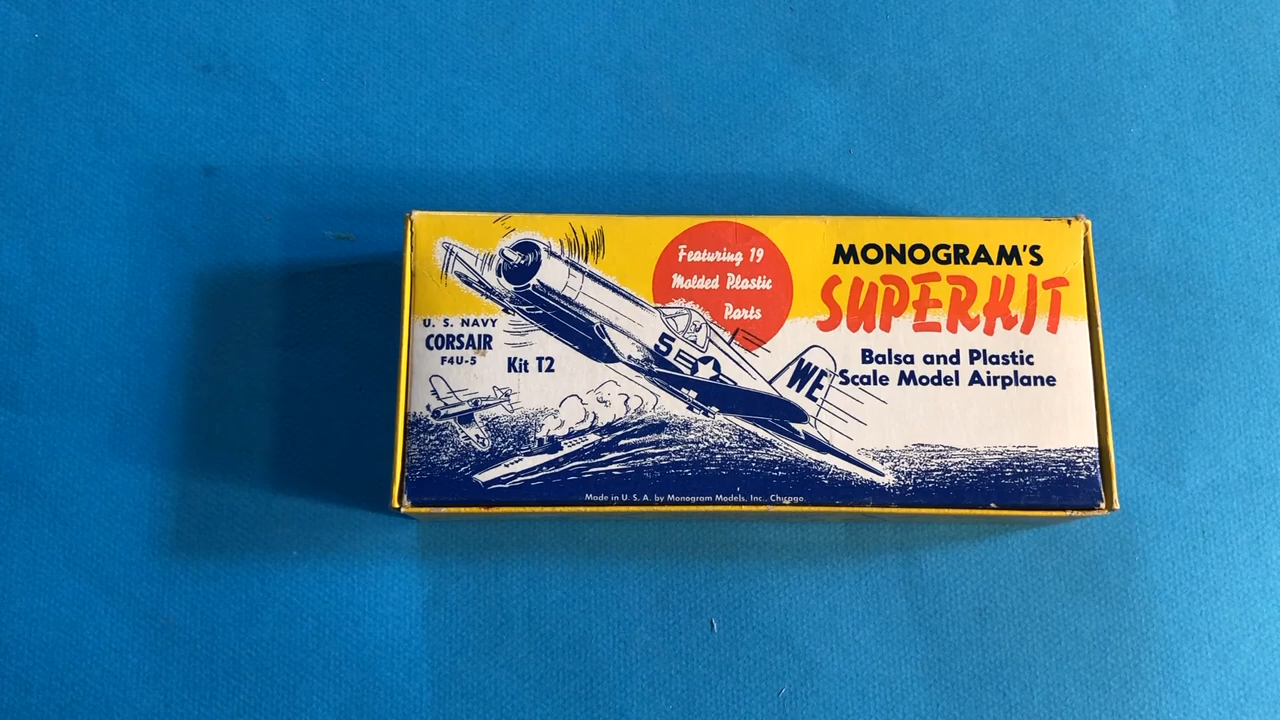 U. S. NAVY
CORSAIR
F4U-5
Kit T2
Featuring 19
Molded Plastic
Parts
MONOGRAM'S
SUPERKIT
Balsa and Plastic
Scale Model Airplane
5
WE
Made in U. S. A. by Monogram Models, Inc., Chicago.